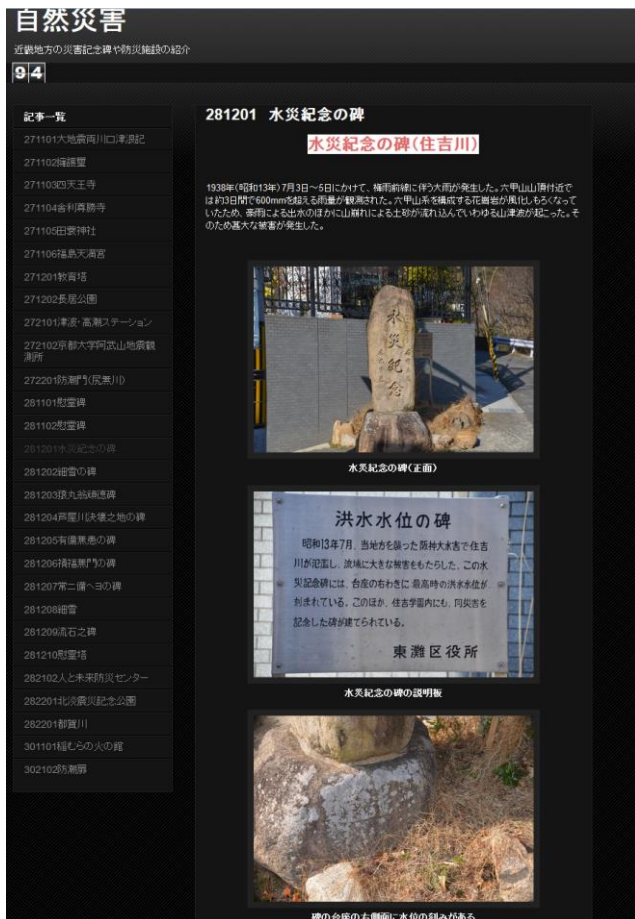 自然災害
近畿地方の災害記念碑や防災施設の紹介
94
記事一覧
271101大地震両川口津浪記
271102擁護璽
271103四天王寺
271104舎利尊勝寺
271105田蓑神社
271106福島天満宮
271201教育塔
271202長居公園
272101津波・高潮ステーション
272102京都大学阿武山地震観
測所
272201防潮門(尻無川)
281101慰霊碑
281102慰霊碑
281201水災紀念の碑
281202細雪の碑
281203頌徳碑
281204芦屋川決壊之地の碑
281205有備無患の碑
281206禍福無門の碑
281207常ニ備ヘヨの碑
281208細雪
281209流石之碑
281210慰霊塔
282102人と未来防災センター
282201北淡震災記念公園
282201都賀川
301101稲むらの火の館
302102防潮扉
281201 水災紀念の碑
水災紀念の碑(住吉川)
1938年(昭和13年)7月3日~5日にかけて、梅雨前線に伴う大雨が発生した。六甲山山頂付近で
は約3日間で600mmを超える雨量が観測された。六甲山系を構成する花崗岩が風化しもろくなって
いたため、豪雨による出水のほかに山崩れによる土砂が流れ込んでいわゆる山津波が起こった。そ
のため甚大な被害が発生した。
水災紀念
水災紀念の碑(正面)
洪水水位の碑
昭和13年7月、当地方を襲った阪神大水害で住吉
川が氾濫し、流域に大きな被害をもたらした。この水
災記念碑には、台座の右わきに最高時の洪水水位が
刻まれている。このほか、住吉学園内にも、同災害を
記念した碑が建てられている。
東灘区役所
水災紀念の碑の説明板
碑の台座の右側面に水位の刻みがある